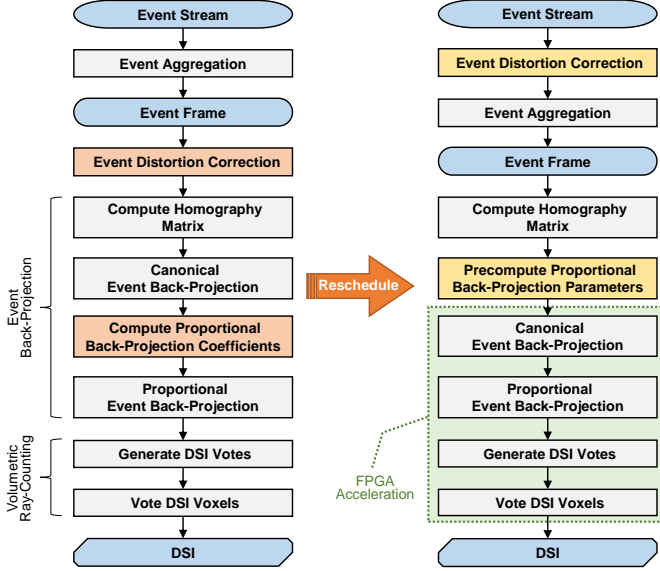 Event Stream
Event Aggregation
Event Frame
Event Distortion Correction
Compute Homography
Matrix
Canonical
Event Back-Projection
Compute Proportional
Back-Projection Coefficients
Proportional
Event Back-Projection
Generate DSI Votes
Vote DSI Voxels
DSI
Event
Back-Projection
Volumetric
Ray-Counting
Reschedule
Event Stream
Event Distortion Correction
Event Aggregation
Event Frame
Compute Homography
Matrix
Precompute Proportional
Back-Projection Parameters
Canonical
Event Back-Projection
Proportional
Event Back-Projection
Generate DSI Votes
Vote DSI Voxels
DSI
FPGA
Acceleration